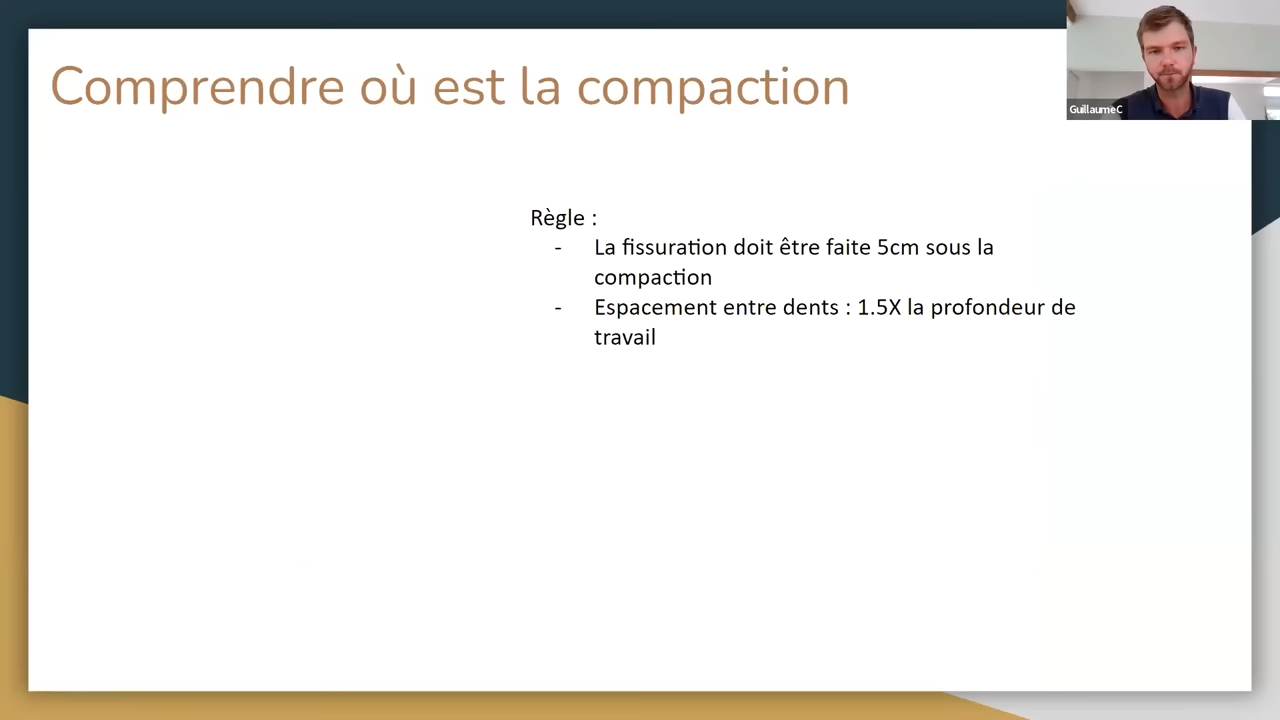 Comprendre où est la compaction
GuillaumeC
Règle :
- La fissuration doit être faite 5cm sous la
compaction
- Espacement entre dents : 1.5X la profondeur de
travail